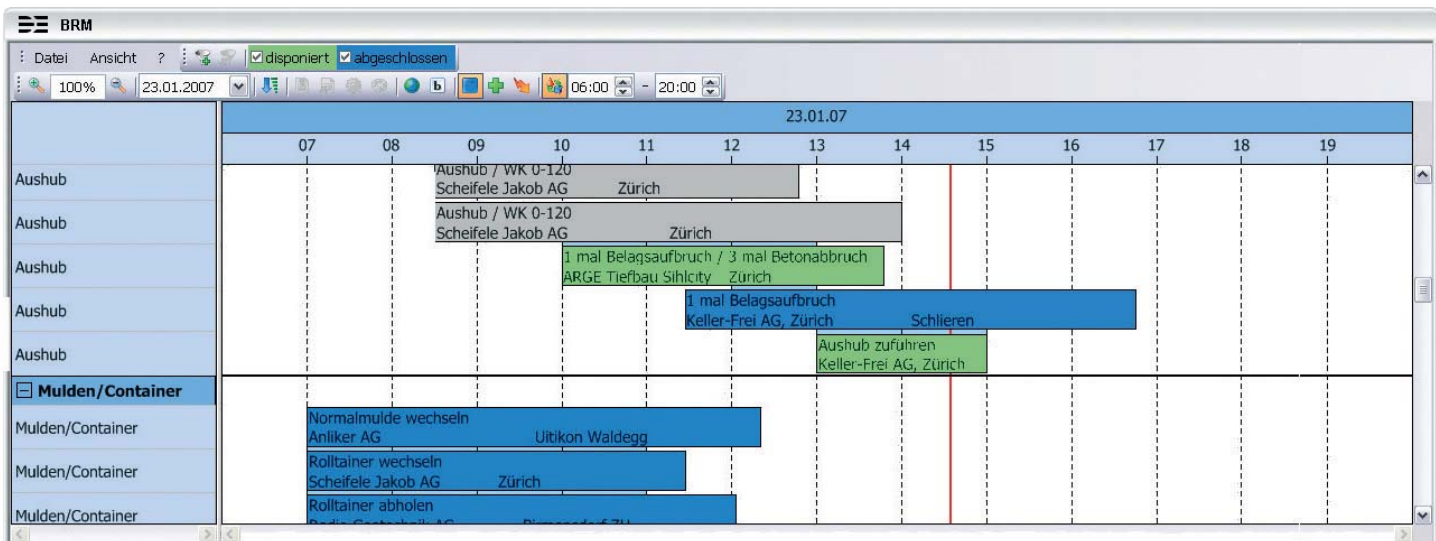 BRM
Datei Ansicht ? disponiert abgeschlossen
100% 23.01.2007 b 06:00 - 20:00
23.01.07
07 08 09 10 11 12 13 14 15 16 17 18 19
Aushub
Aushub / WK 0-120
Scheifele Jakob AG Zürich
Aushub
Aushub / WK 0-120
Scheifele Jakob AG Zürich
Aushub
1 mal Belagsaufbruch / 3 mal Betonabbruch
ARGE Tiefbau Sihlcity Zürich
Aushub
1 mal Belagsaufbruch
Keller-Frei AG, Zürich Schlieren
Aushub
Aushub zuführen
Keller-Frei AG, Zürich
Mulden/Container
Mulden/Container
Normalmulde wechseln
Anliker AG Uitikon Waldegg
Mulden/Container
Rolltainer wechseln
Scheifele Jakob AG Zürich
Mulden/Container
Rolltainer abholen